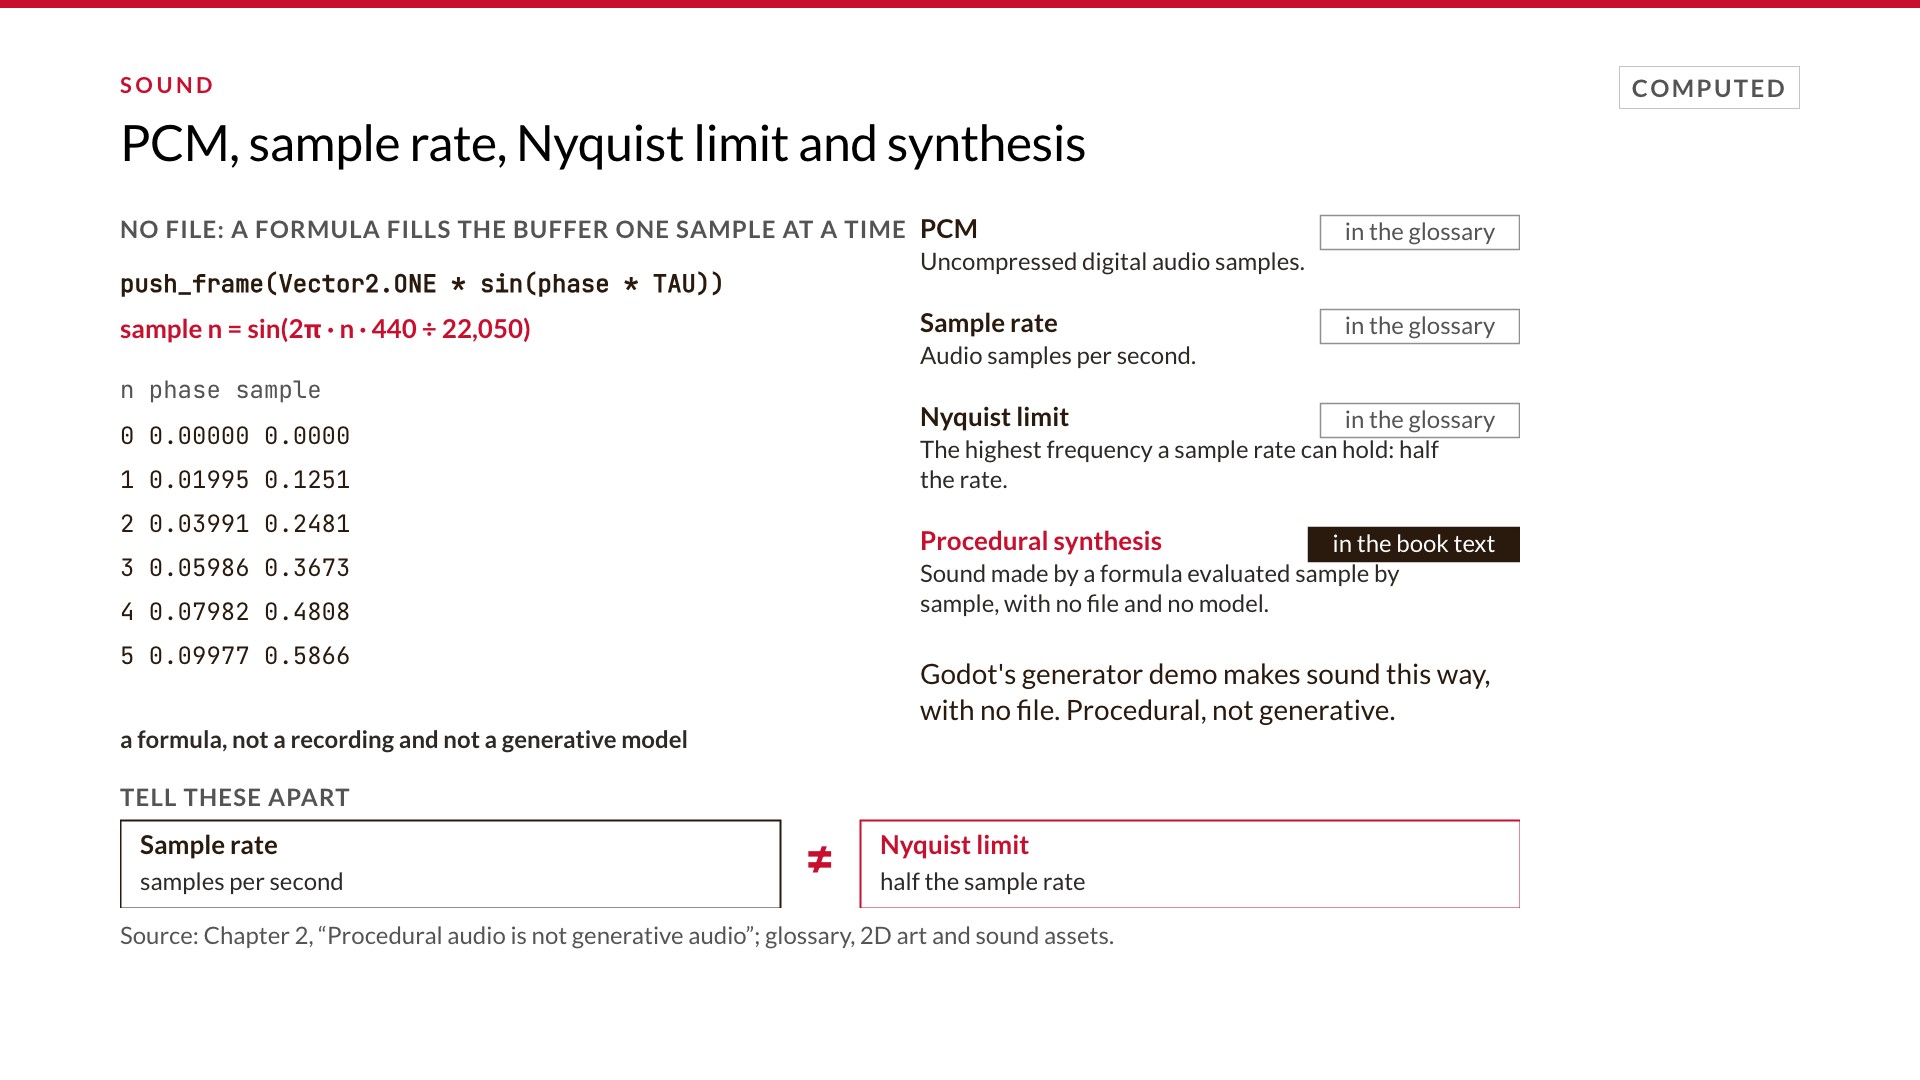 SOUND
COMPUTED
PCM, sample rate, Nyquist limit and synthesis
NO FILE: A FORMULA FILLS THE BUFFER ONE SAMPLE AT A TIME
push_frame(Vector2.ONE * sin(phase * TAU))
sample n = sin(2π · n · 440 ÷ 22,050)
n phase sample
0 0.00000 0.0000
1 0.01995 0.1251
2 0.03991 0.2481
3 0.05986 0.3673
4 0.07982 0.4808
5 0.09977 0.5866
a formula, not a recording and not a generative model
PCM
in the glossary
Uncompressed digital audio samples.
Sample rate
in the glossary
Audio samples per second.
Nyquist limit
in the glossary
The highest frequency a sample rate can hold: half
the rate.
Procedural synthesis
in the book text
Sound made by a formula evaluated sample by
sample, with no file and no model.
Godot's generator demo makes sound this way,
with no file. Procedural, not generative.
TELL THESE APART
Sample rate
samples per second
≠
Nyquist limit
half the sample rate
Source: Chapter 2, “Procedural audio is not generative audio”; glossary, 2D art and sound assets.